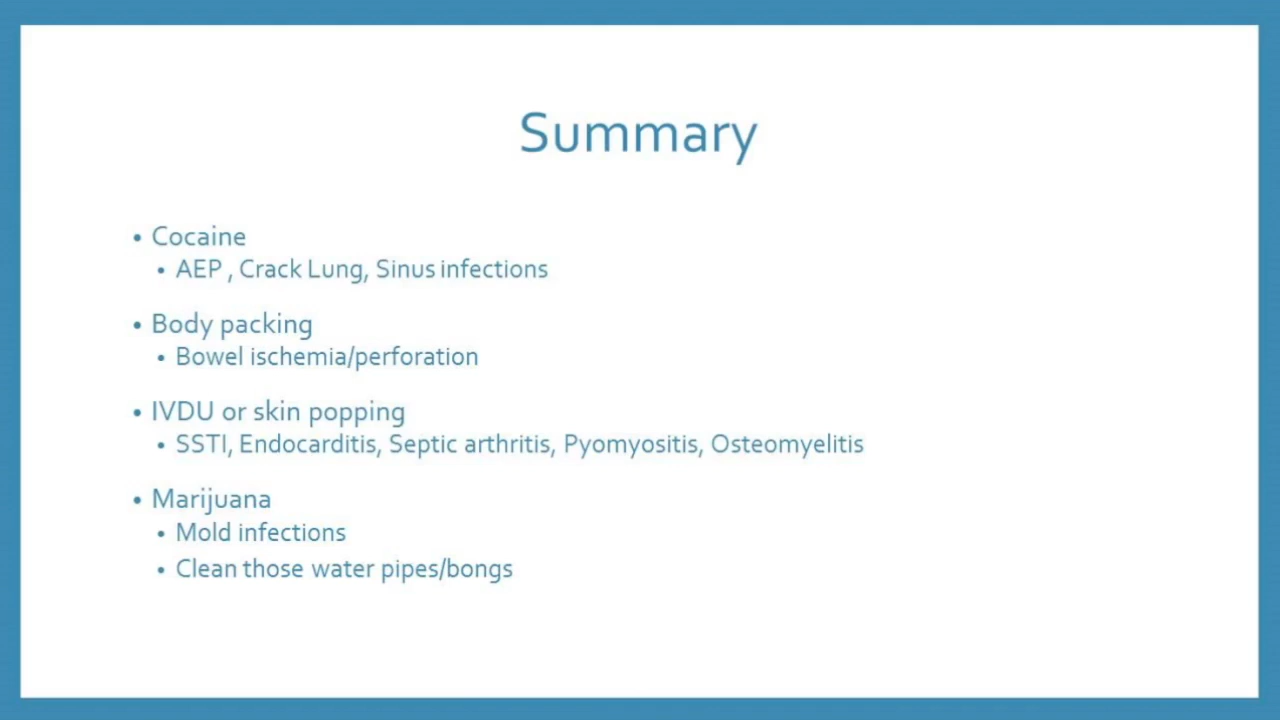 Summary
• Cocaine
• AEP , Crack Lung, Sinus infections
• Body packing
• Bowel ischemia/perforation
• IVDU or skin popping
• SSTI, Endocarditis, Septic arthritis, Pyomyositis, Osteomyelitis
• Marijuana
• Mold infections
• Clean those water pipes/bongs